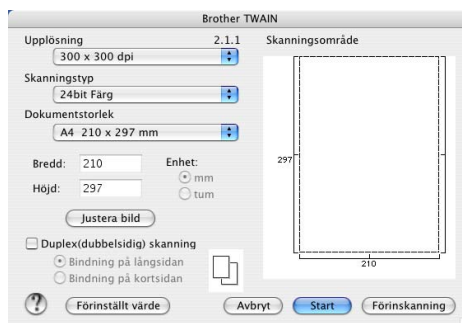 Brother TWAIN
Upplösning 2.1.1
300 x 300 dpi
Skanningstyp
24bit Färg
Dokumentstorlek
A4 210 x 297 mm
Bredd: 210
Höjd: 297
Enhet:
mm
tum
Justera bild
Duplex(dubbelsidig) skanning
Bindning på långsidan
Bindning på kortsidan
Skanningsområde
297
210
? Förinställt värde Avbryt Start Förinskanning